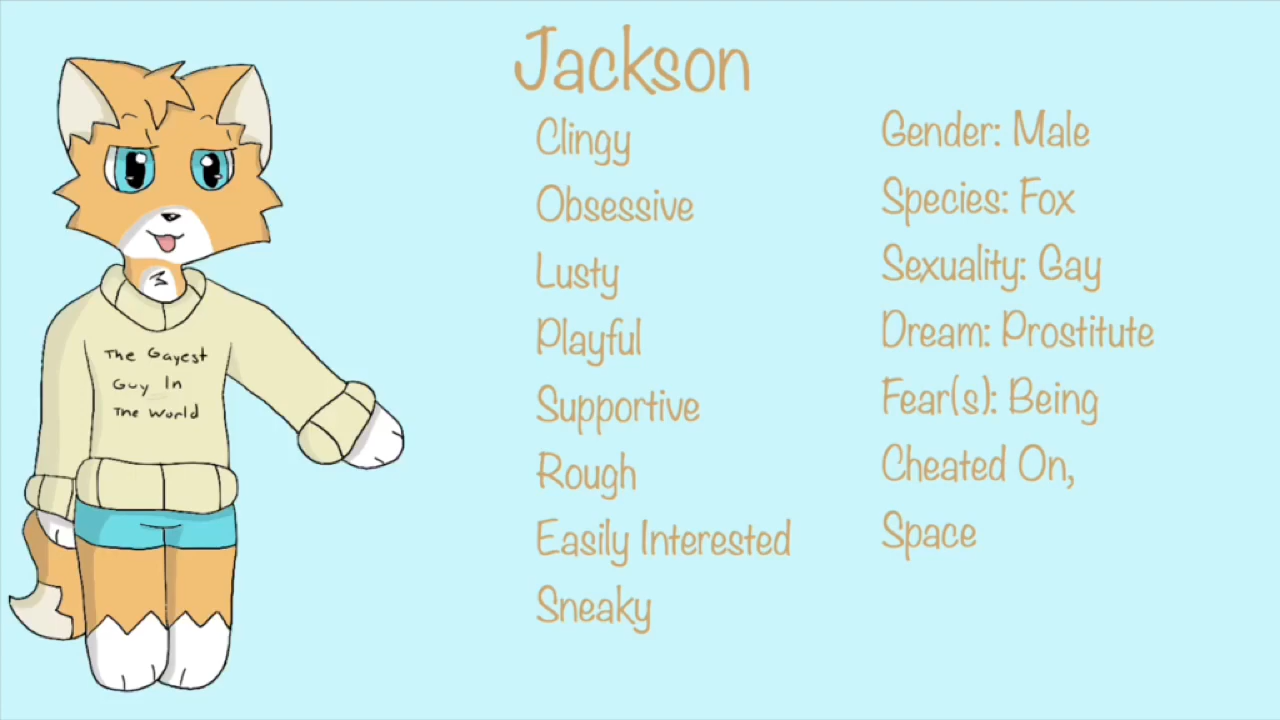 Jackson
Clingy
Obsessive
Lusty
Playful
Supportive
Rough
Easily Interested
Sneaky
Gender: Male
Species: Fox
Sexuality: Gay
Dream: Prostitute
Fear(s): Being
Cheated On,
Space
The Gayest
Guy In
The World